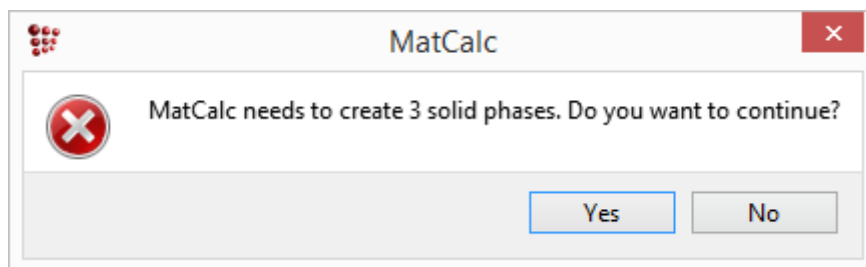 MatCalc
MatCalc needs to create 3 solid phases. Do you want to continue?
Yes
No